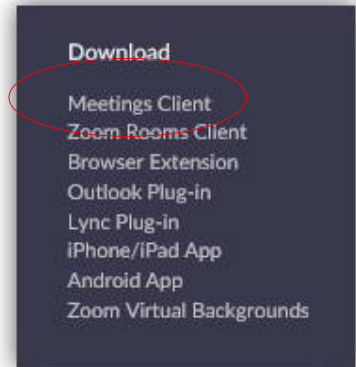 Download
Meetings Client
Zoom Rooms Client
Browser Extension
Outlook Plug-in
Lync Plug-in
iPhone/iPad App
Android App
Zoom Virtual Backgrounds